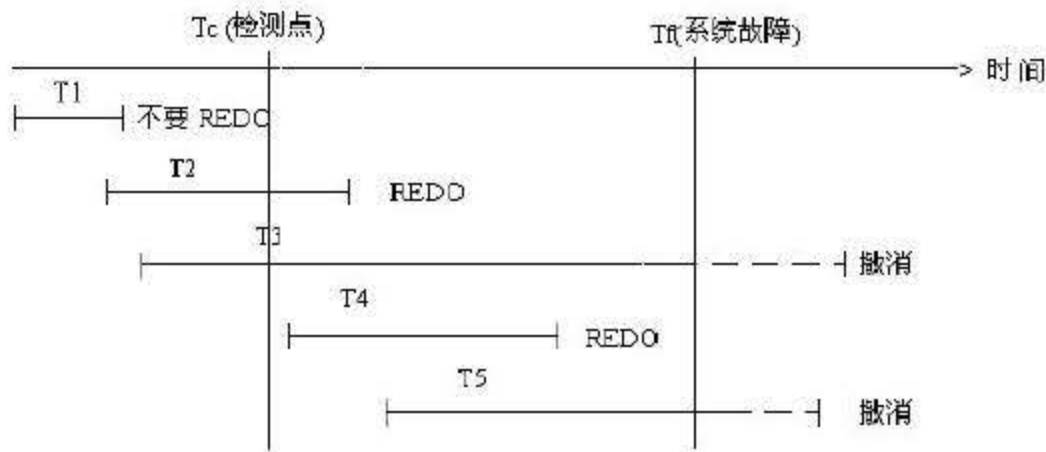 Tc (检测点)
Tf(系统故障)
时间
T1
不要 REDO
T2
REDO
T3
撤消
T4
REDO
T5
撤消